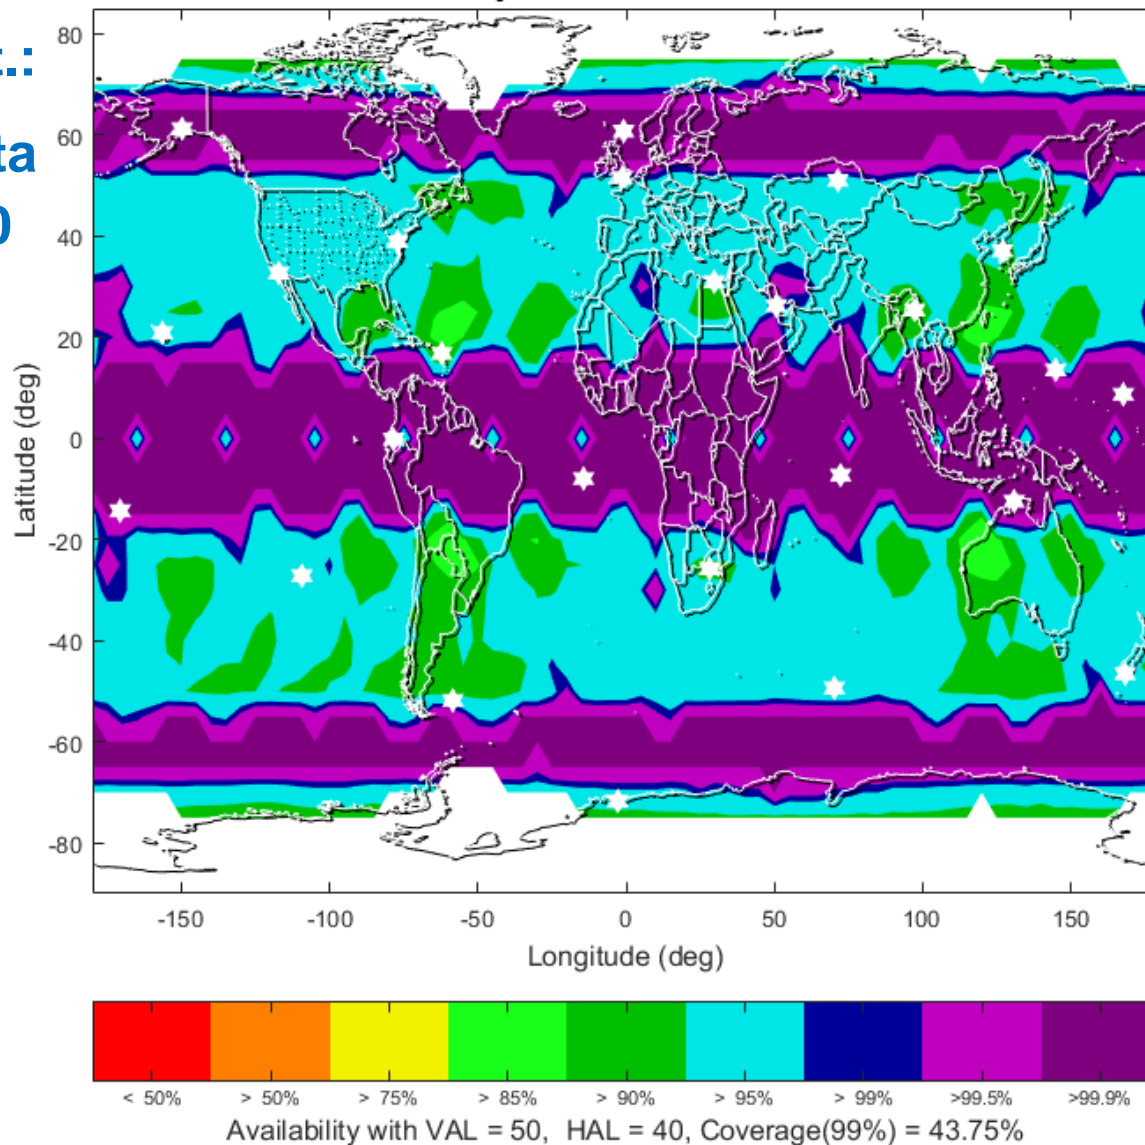 80
60
40
20
0
-20
-40
-60
-80
Latitude (deg)
-150 -100 -50 0 50 100 150
Longitude (deg)
< 50% > 50% > 75% > 85% > 90% > 95% > 99% >99.5% >99.9%
Availability with VAL = 50, HAL = 40, Coverage(99%) = 43.75%